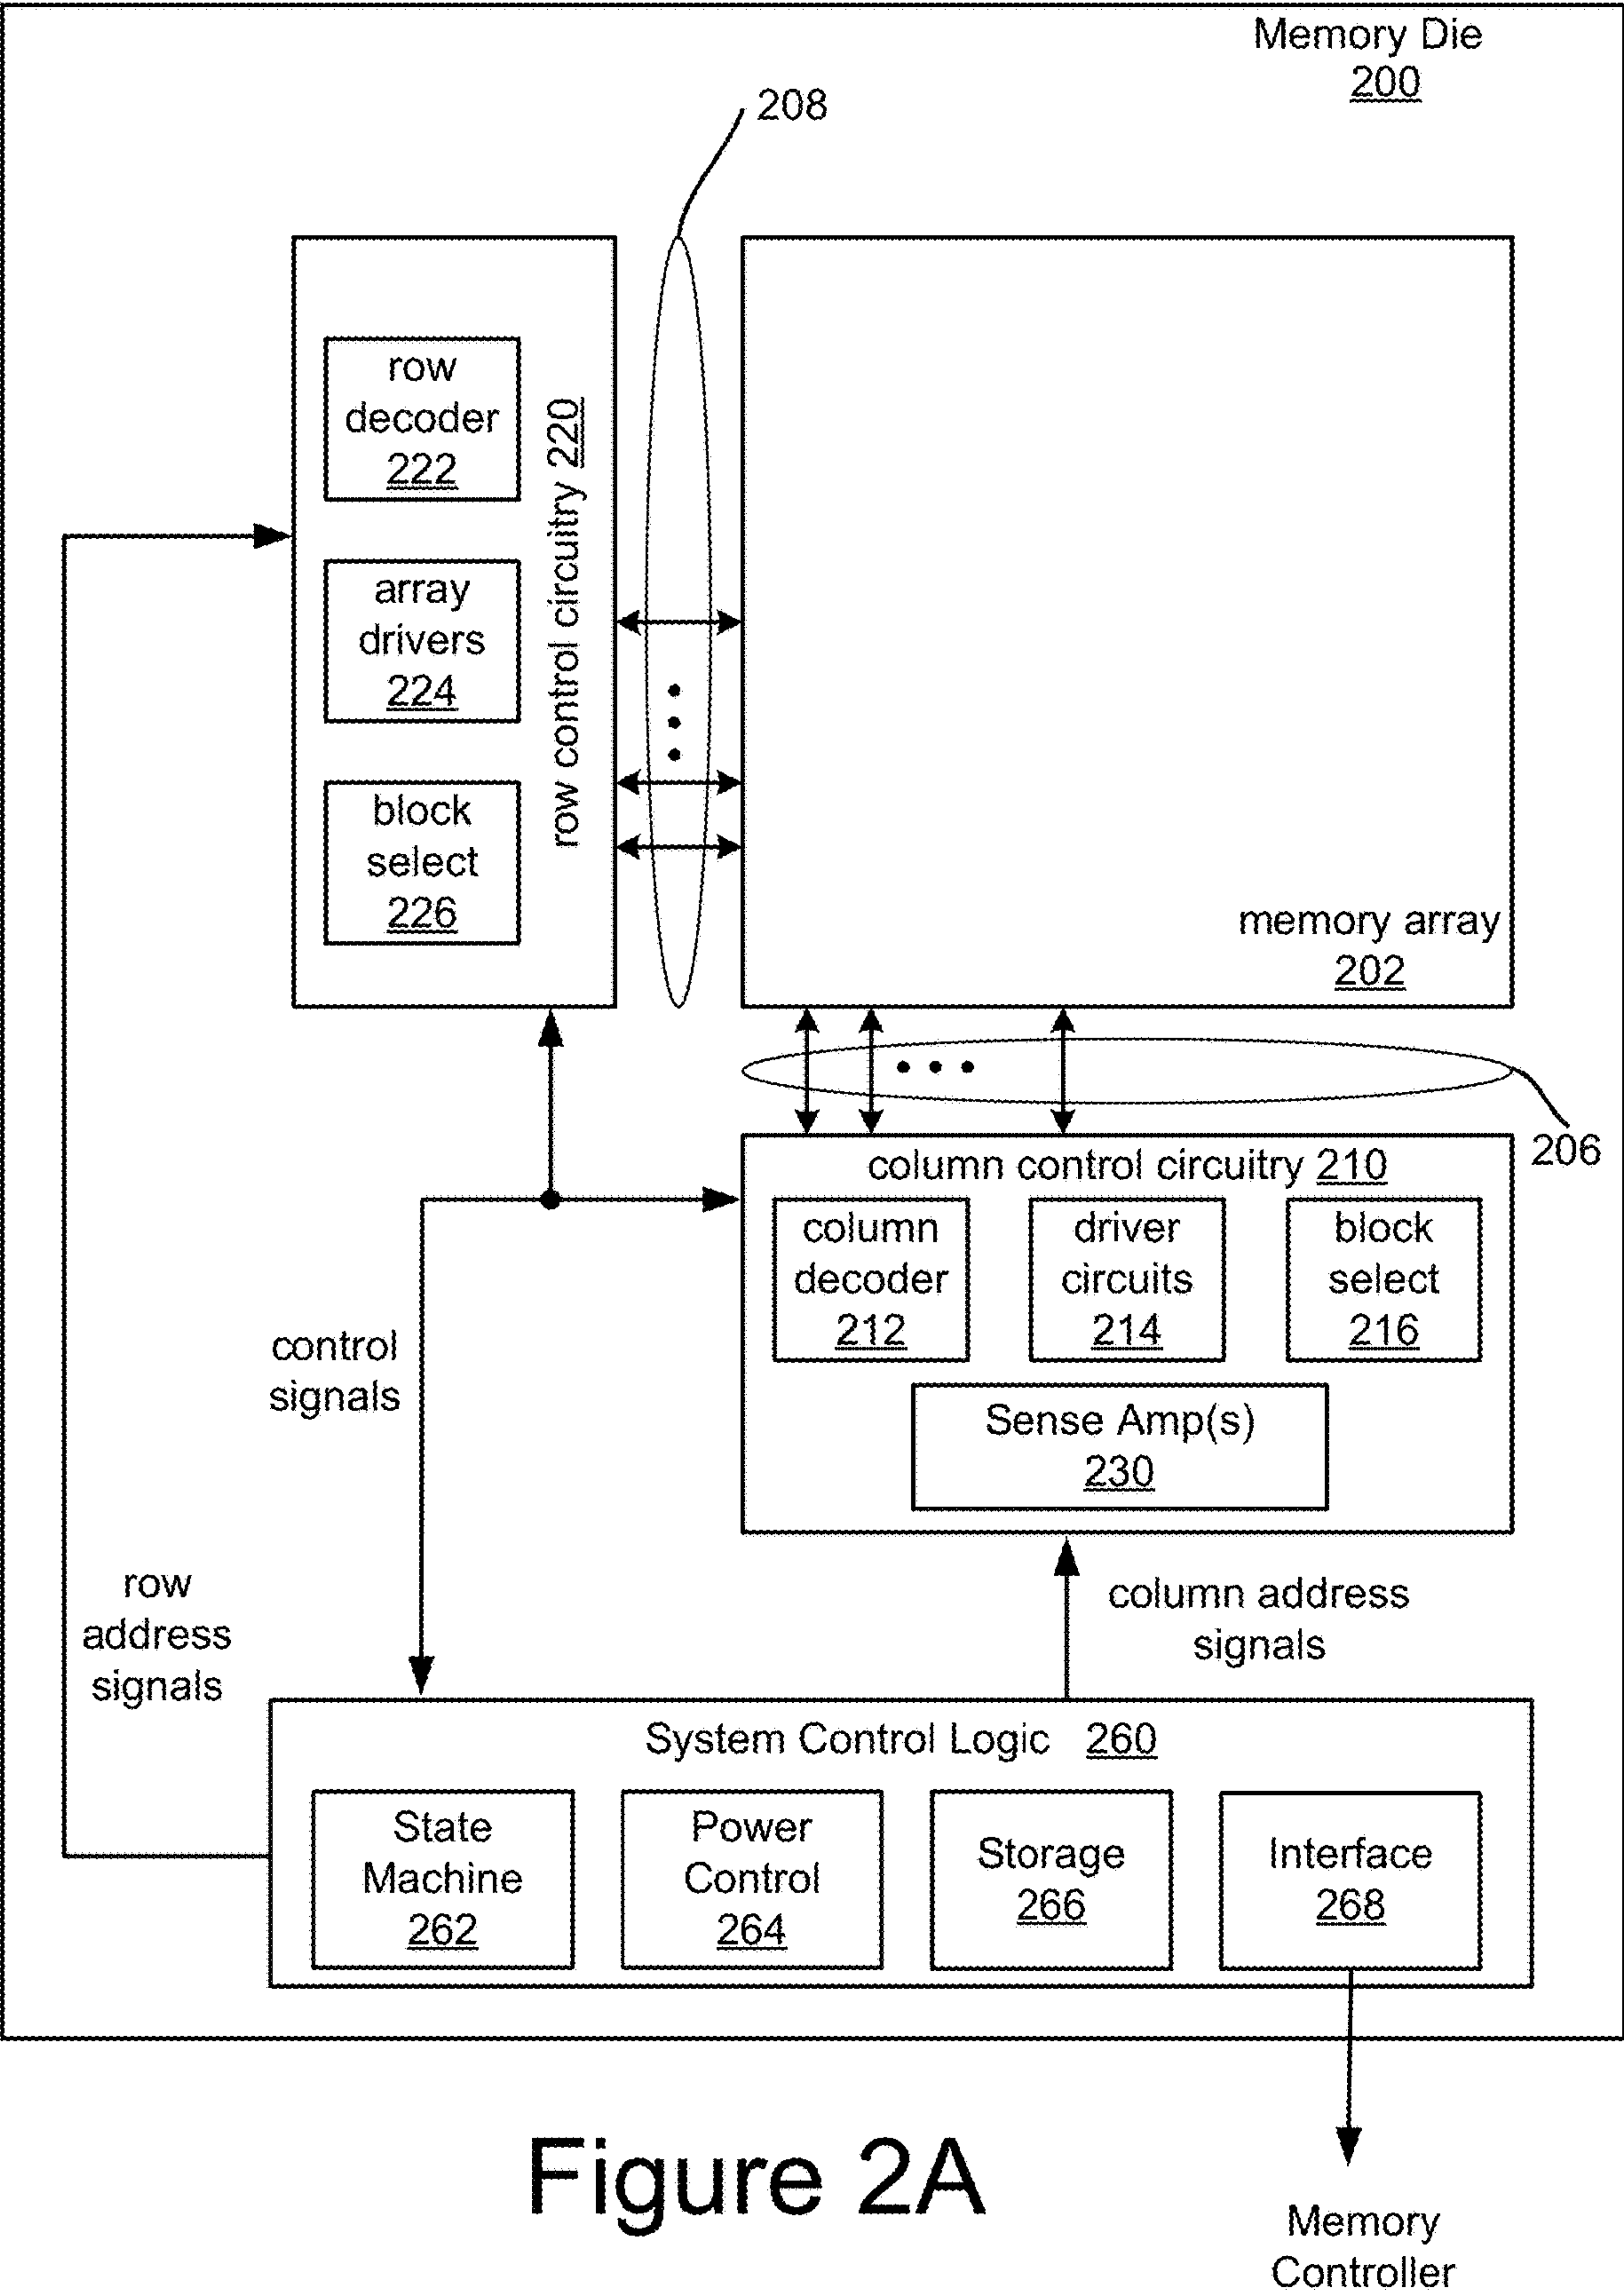 Memory Die
200
208
row
decoder
222
array
drivers
224
block
select
226
row control circuitry 220
memory array
202
206
column control circuitry 210
column
decoder
212
driver
circuits
214
block
select
216
Sense Amp(s)
230
control
signals
row
address
signals
column address
signals
System Control Logic 260
State
Machine
262
Power
Control
264
Storage
266
Interface
268
Figure 2A
Memory
Controller